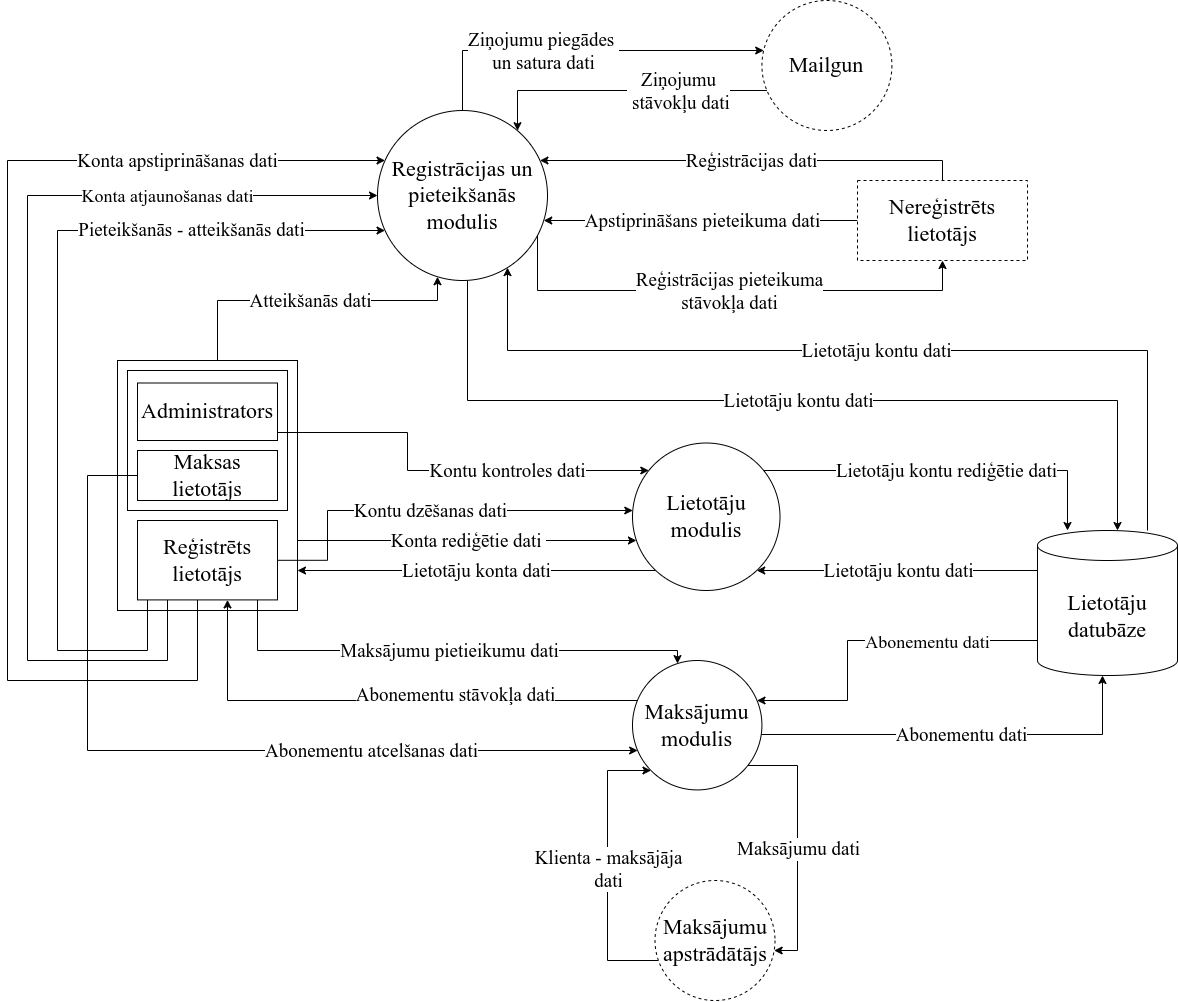 Ziņojumu piegādes
un satura dati
Mailgun
Ziņojumu
stāvokļu dati
Konta apstiprināšanas dati
Registrācijas un
pieteikšanās
modulis
Reģistrācijas dati
Konta atjaunošanas dati
Nereģistrēts
lietotājs
Apstiprināšans pieteikuma dati
Pieteikšanās - atteikšanās dati
Reģistrācijas pieteikuma
stāvokļa dati
Atteikšanās dati
Lietotāju kontu dati
Lietotāju kontu dati
Administrators
Maksas
lietotājs
Kontu kontroles dati
Lietotāju
modulis
Lietotāju kontu rediģētie dati
Kontu dzēšanas dati
Reģistrēts
lietotājs
Konta rediģētie dati
Lietotāju konta dati
Lietotāju kontu dati
Lietotāju
datubāze
Maksājumu pietieikumu dati
Abonementu dati
Abonementu stāvokļa dati
Maksājumu
modulis
Abonementu dati
Abonementu atcelšanas dati
Klienta - maksājāja
dati
Maksājumu dati
Maksājumu
apstrādātājs